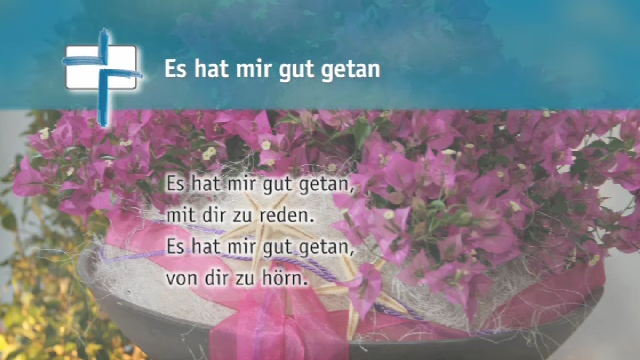 Es hat mir gut getan
Es hat mir gut getan,
mit dir zu reden.
Es hat mir gut getan,
von dir zu hörn.